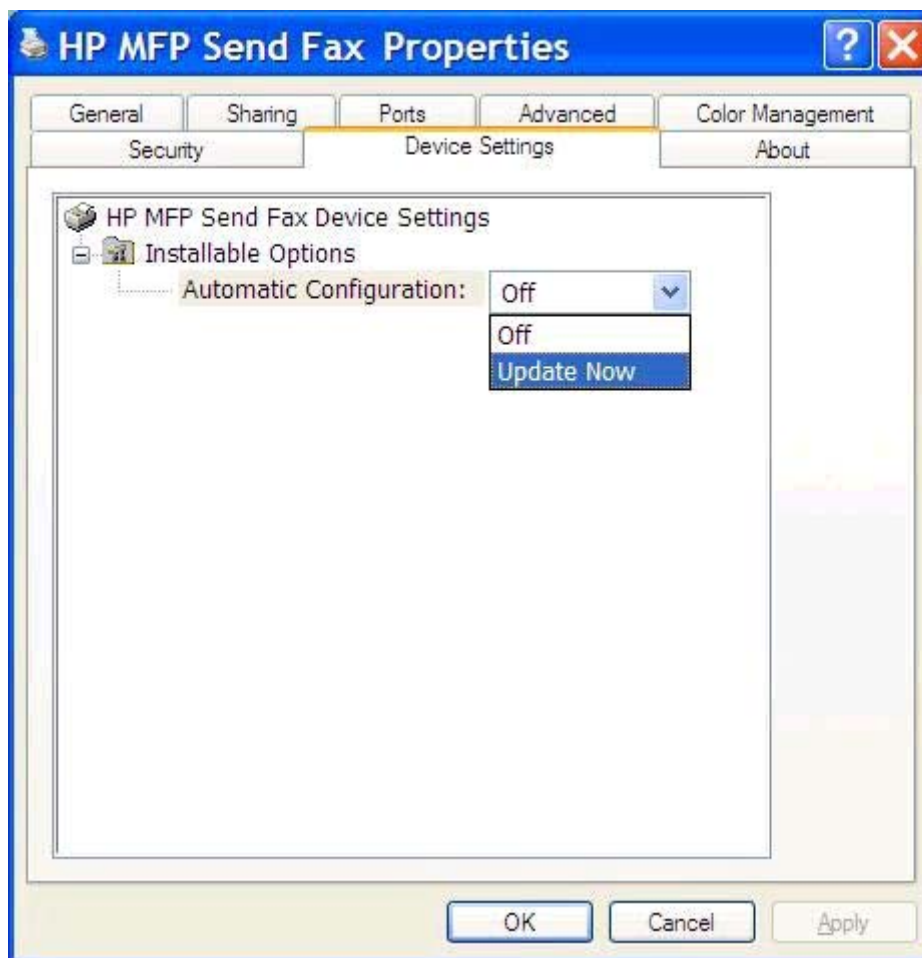 HP MFP Send Fax Properties
General Sharing Ports Advanced Color Management
Security Device Settings About
HP MFP Send Fax Device Settings
Installable Options
Automatic Configuration: Off
Off
Update Now
OK Cancel Apply